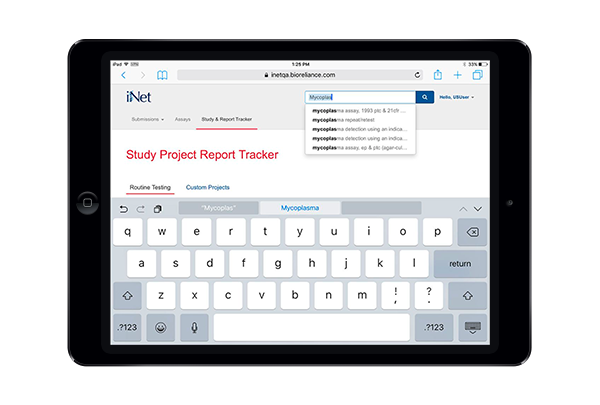 iPad 1:25 PM 33%
inetqa.bioreliance.com
iNet
Mycoplas
Hello, USUser
mycoplasma assay, 1993 ptc & 21cfr ...
mycoplasma repeat/retest
mycoplasma detection using an indica...
mycoplasma detection using an indica...
mycoplasma assay, ep & ptc (agar-cul...
Submissions Assays Study & Report Tracker
Study Project Report Tracker
Routine Testing Custom Projects
"Mycoplas" Mycoplasma
q w e r t y u i o p
a s d f g h j k l return
z x c v b n m ! , ? .
.?123 .?123